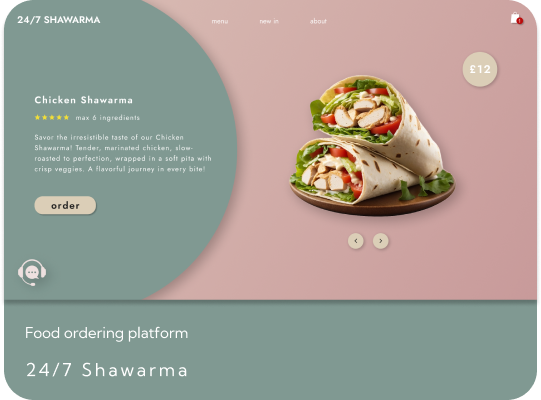 24/7 SHAWARMA
menu
new in
about
£12
Chicken Shawarma
max 6 ingredients
Savor the irresistible taste of our Chicken
Shawarma! Tender, marineted chicken, slow-
roasted to perfection, wrapped in a soft pita with
crisp veggies. A flavorful journey in every bite!
order
Food ordering platform
24/7 Shawarma